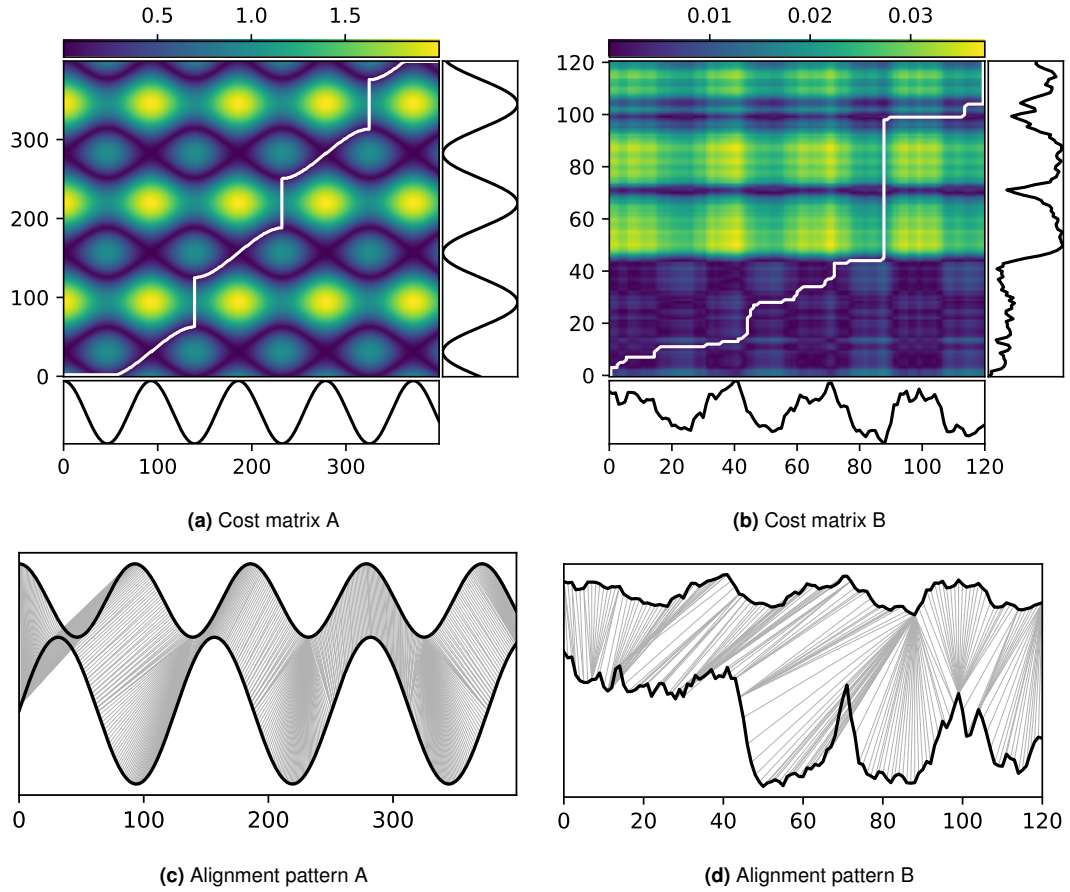 0.5 1.0 1.5
0.01 0.02 0.03
300
200
100
0
120
100
80
60
40
20
0
0 100 200 300
0 20 40 60 80 100 120
(a) Cost matrix A
(b) Cost matrix B
0 100 200 300
0 20 40 60 80 100 120
(c) Alignment pattern A
(d) Alignment pattern B